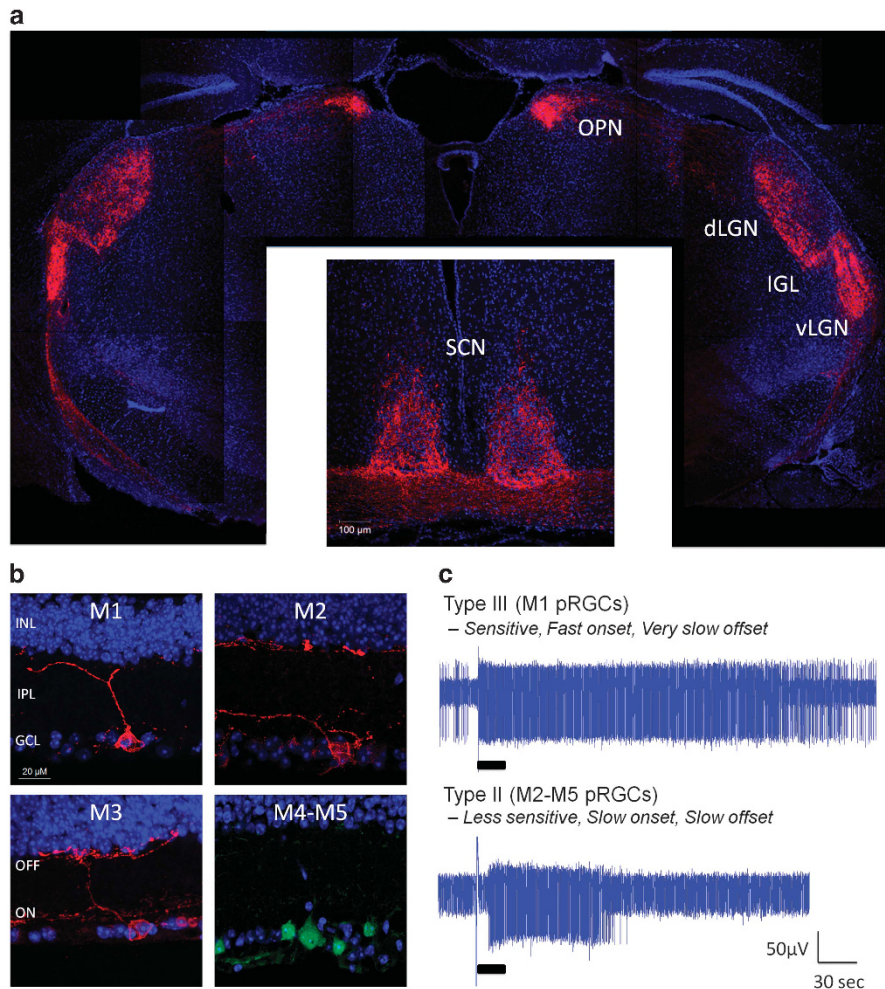 a
OPN
dLGN
IGL
vLGN
SCN
100 µm
b
M1
INL
IPL
GCL
20 µM
M2
M3
OFF
ON
M4-M5
c
Type III (M1 pRGCs)
– Sensitive, Fast onset, Very slow offset
Type II (M2-M5 pRGCs)
– Less sensitive, Slow onset, Slow offset
50µV
30 sec